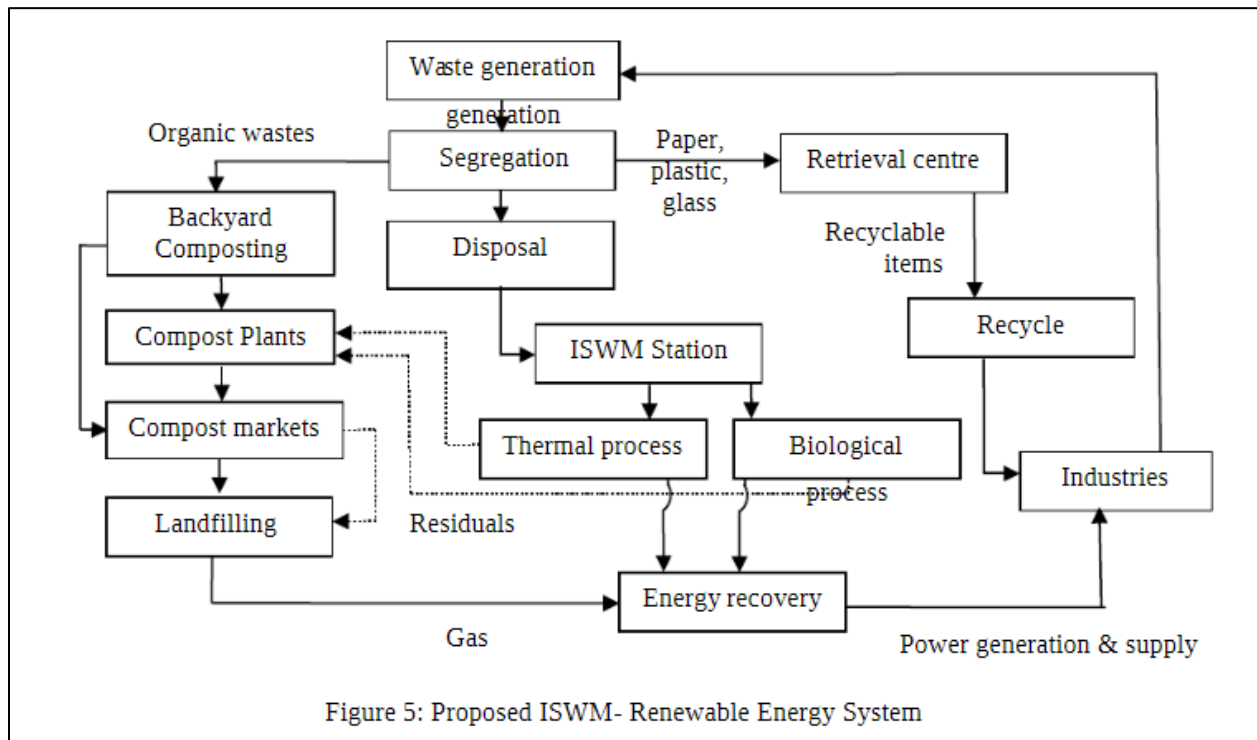 Waste generation
generation
Organic wastes
Segregation
Paper,
plastic,
glass
Retrieval centre
Backyard
Composting
Disposal
Recyclable
items
Compost Plants
ISWM Station
Recycle
Compost markets
Thermal process
Biological
process
Industries
Landfilling
Residuals
Energy recovery
Gas
Power generation & supply
Figure 5: Proposed ISWM- Renewable Energy System